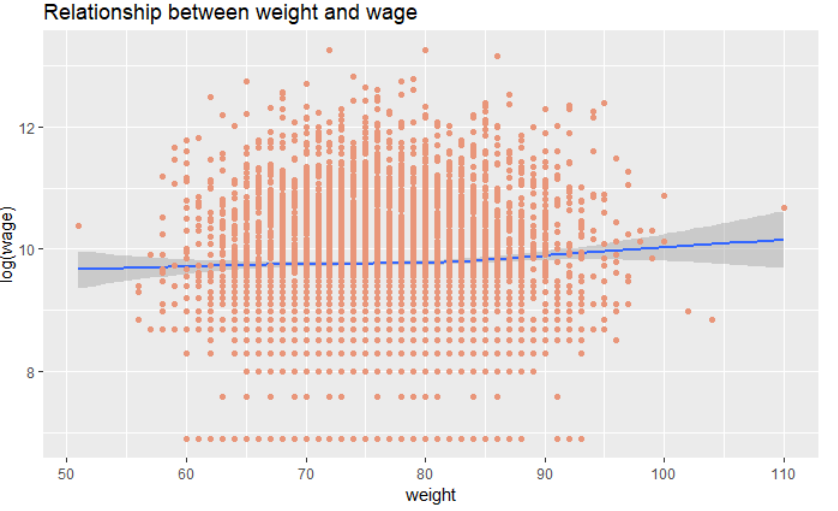 Relationship between weight and wage
12
10
8
log(wage)
50 60 70 80 90 100 110
weight